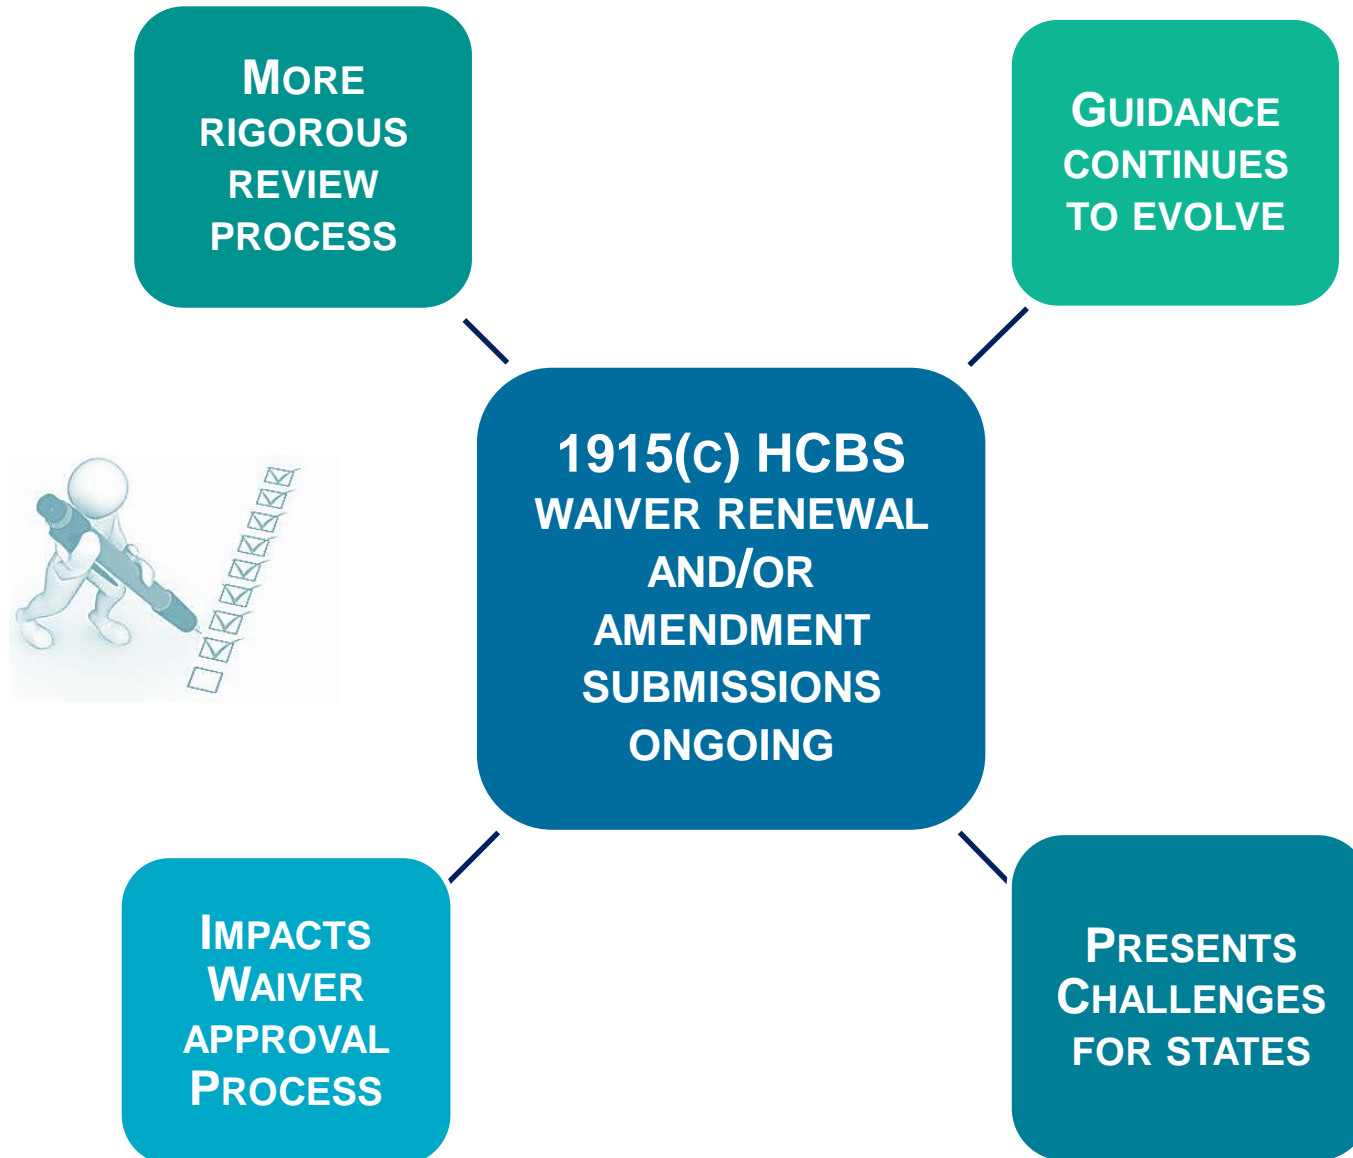 MORE
RIGOROUS
REVIEW
PROCESS
GUIDANCE
CONTINUES
TO EVOLVE
1915(C) HCBS
WAIVER RENEWAL
AND/OR
AMENDMENT
SUBMISSIONS
ONGOING
IMPACTS
WAIVER
APPROVAL
PROCESS
PRESENTS
CHALLENGES
FOR STATES